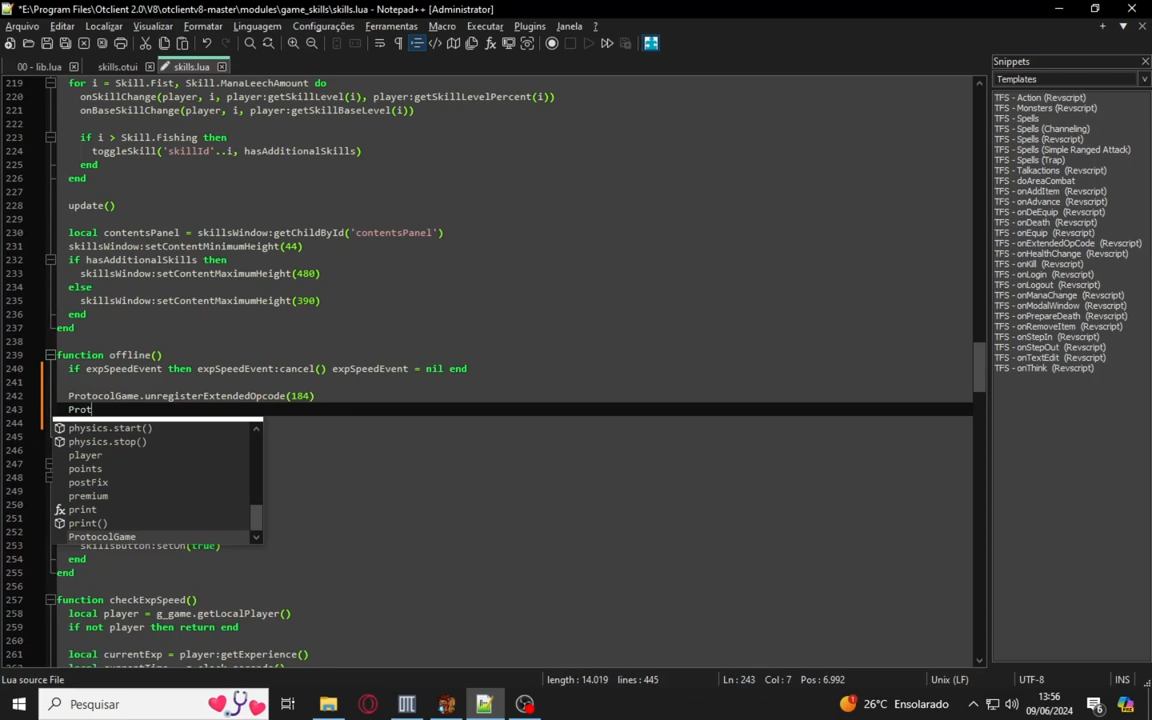 *E:\Program Files\Otclient 2.0\V8\otclientv8-master\modules\game_skills\skills.lua - Notepad++ [Administrador]
Arquivo Editar Localizar Visualizar Formatar Linguagem Configurações Ferramentas Macro Executar Plugins Janela ?
00 - lib.lua skills.otui skills.lua
219 for i = Skill.Fist, Skill.ManaLeechAmount do
220 onSkillChange(player, i, player:getSkillLevel(i), player:getSkillLevelPercent(i))
221 onBaseSkillChange(player, i, player:getSkillBaseLevel(i))
222
223 if i > Skill.Fishing then
224 toggleSkill('skillId'..i, hasAdditionalSkills)
225 end
226 end
227
228 update()
229
230 local contentsPanel = skillsWindow:getChildById('contentsPanel')
231 skillsWindow:setContentMinimumHeight(44)
232 if hasAdditionalSkills then
233 skillsWindow:setContentMaximumHeight(480)
234 else
235 skillsWindow:setContentMaximumHeight(390)
236 end
237 end
238
239 function offline()
240 if expSpeedEvent then expSpeedEvent:cancel() expSpeedEvent = nil end
241
242 ProtocolGame.unregisterExtendedOpcode(184)
243 Prot
244
245
246
247
248
249
250
251
252
253 skillsButton:setOn(true)
254 end
255 end
256
257 function checkExpSpeed()
258 local player = g_game.getLocalPlayer()
259 if not player then return end
260
261 local currentExp = player:getExperience()
physics.start()
physics.stop()
player
points
postFix
premium
fx print
print()
ProtocolGame
Snippets
Templates
TFS - Action (Revscript)
TFS - Monsters (Revscript)
TFS - Spells
TFS - Spells (Channeling)
TFS - Spells (Revscript)
TFS - Spells (Simple Ranged Attack)
TFS - Spells (Trap)
TFS - Talkactions (Revscript)
TFS - doAreaCombat
TFS - onAddItem (Revscript)
TFS - onAdvance (Revscript)
TFS - onDeEquip (Revscript)
TFS - onDeath (Revscript)
TFS - onEquip (Revscript)
TFS - onExtendedOpCode (Revscript)
TFS - onHealthChange (Revscript)
TFS - onKill (Revscript)
TFS - onLogin (Revscript)
TFS - onLogout (Revscript)
TFS - onManaChange (Revscript)
TFS - onModalWindow (Revscript)
TFS - onPrepareDeath (Revscript)
TFS - onRemoveItem (Revscript)
TFS - onStepIn (Revscript)
TFS - onStepOut (Revscript)
TFS - onTextEdit (Revscript)
TFS - onThink (Revscript)
Lua source File length : 14.019 lines : 445 Ln : 243 Col : 7 Pos : 6.992 Unix (LF) UTF-8 INS
Pesquisar 26°C Ensolarado 13:56
09/06/2024 6